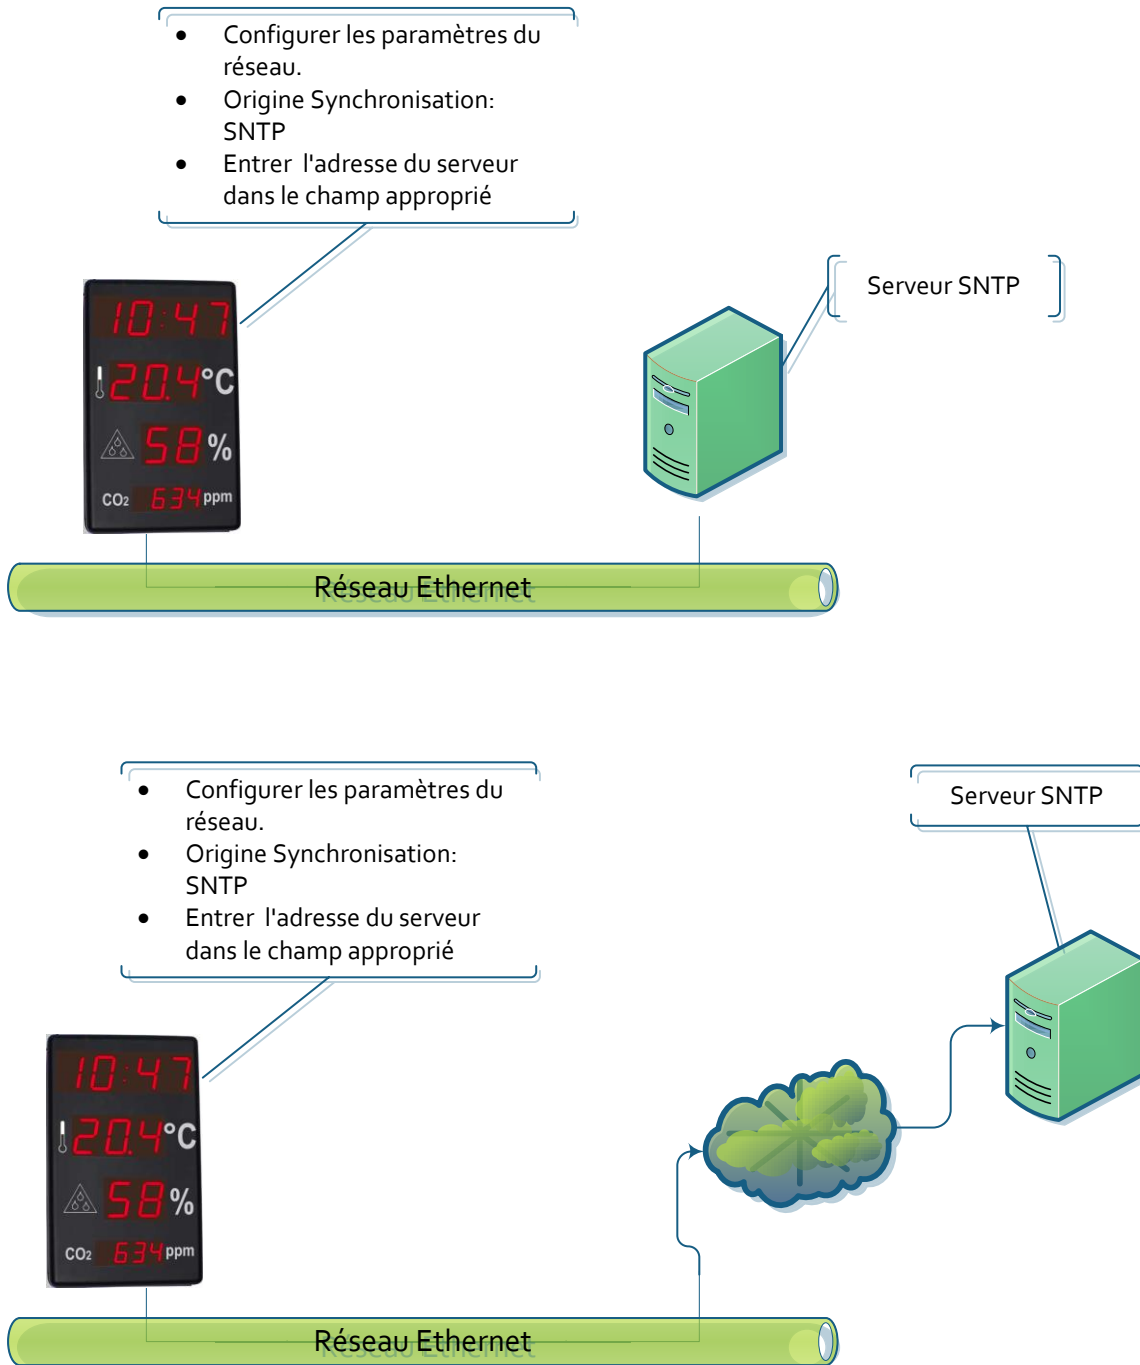 • Configurer les paramètres du
réseau.
• Origine Synchronisation:
SNTP
• Entrer l'adresse du serveur
dans le champ approprié
Serveur SNTP
10:47
20.4°C
58%
CO2 634 ppm
Réseau Ethernet
• Configurer les paramètres du
réseau.
• Origine Synchronisation:
SNTP
• Entrer l'adresse du serveur
dans le champ approprié
Serveur SNTP
10:47
20.4°C
58%
CO2 634 ppm
Réseau Ethernet